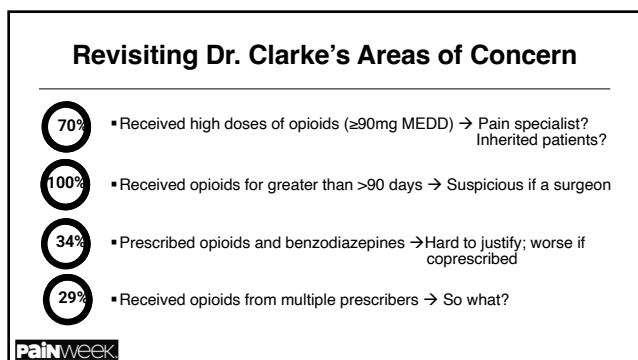 Revisiting Dr. Clarke's Areas of Concern
70% ▪Received high doses of opioids (≥90mg MEDD) → Pain specialist?
Inherited patients?
100% ▪Received opioids for greater than >90 days → Suspicious if a surgeon
34% ▪Prescribed opioids and benzodiazepines →Hard to justify; worse if
coprescribed
29% ▪Received opioids from multiple prescribers → So what?
PAINWEEK.